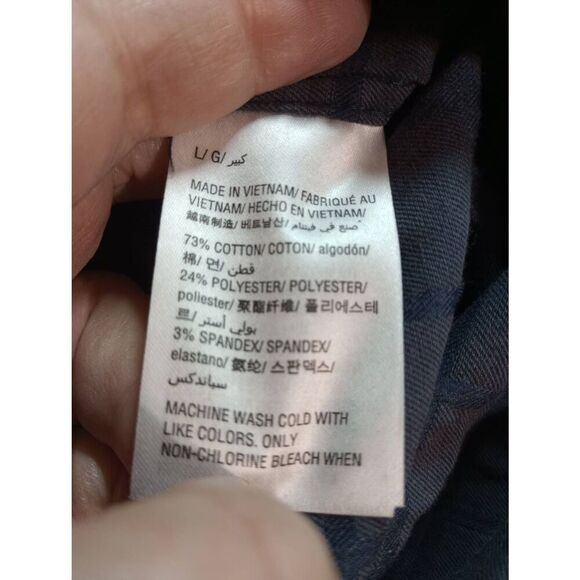 L/ G/ كبير
MADE IN VIETNAM/ FABRIQUÉ AU
VIETNAM/ HECHO EN VIETNAM/
越南制造/ 베트남산/ صنع في فيتنام/
73% COTTON/ COTON/ algodón/
棉/ 면/ قطن/
24% POLYESTER/ POLYESTER/
poliester/ 聚酯纤维/ 폴리에스테
르/ بولي أستر/
3% SPANDEX/ SPANDEX/
elastano/ 氨纶/ 스판덱스/
سباندكس
MACHINE WASH COLD WITH
LIKE COLORS. ONLY
NON-CHLORINE BLEACH WHEN